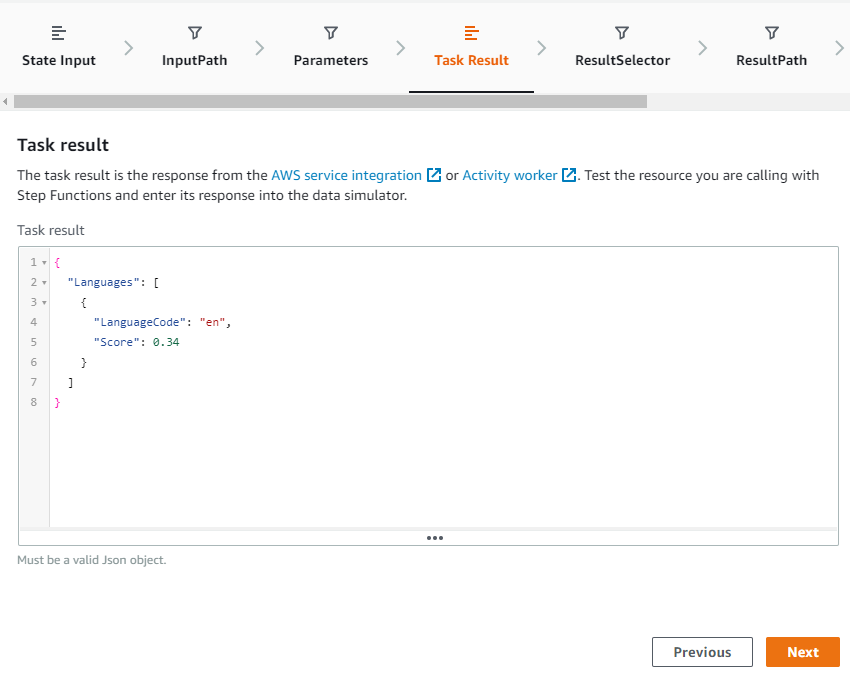 State Input InputPath Parameters Task Result ResultSelector ResultPath
Task result
The task result is the response from the AWS service integration or Activity worker. Test the resource you are calling with
Step Functions and enter its response into the data simulator.
Task result
1 {
2 "Languages": [
3 {
4 "LanguageCode": "en",
5 "Score": 0.34
6 }
7 ]
8 }
Must be a valid Json object.
Previous Next